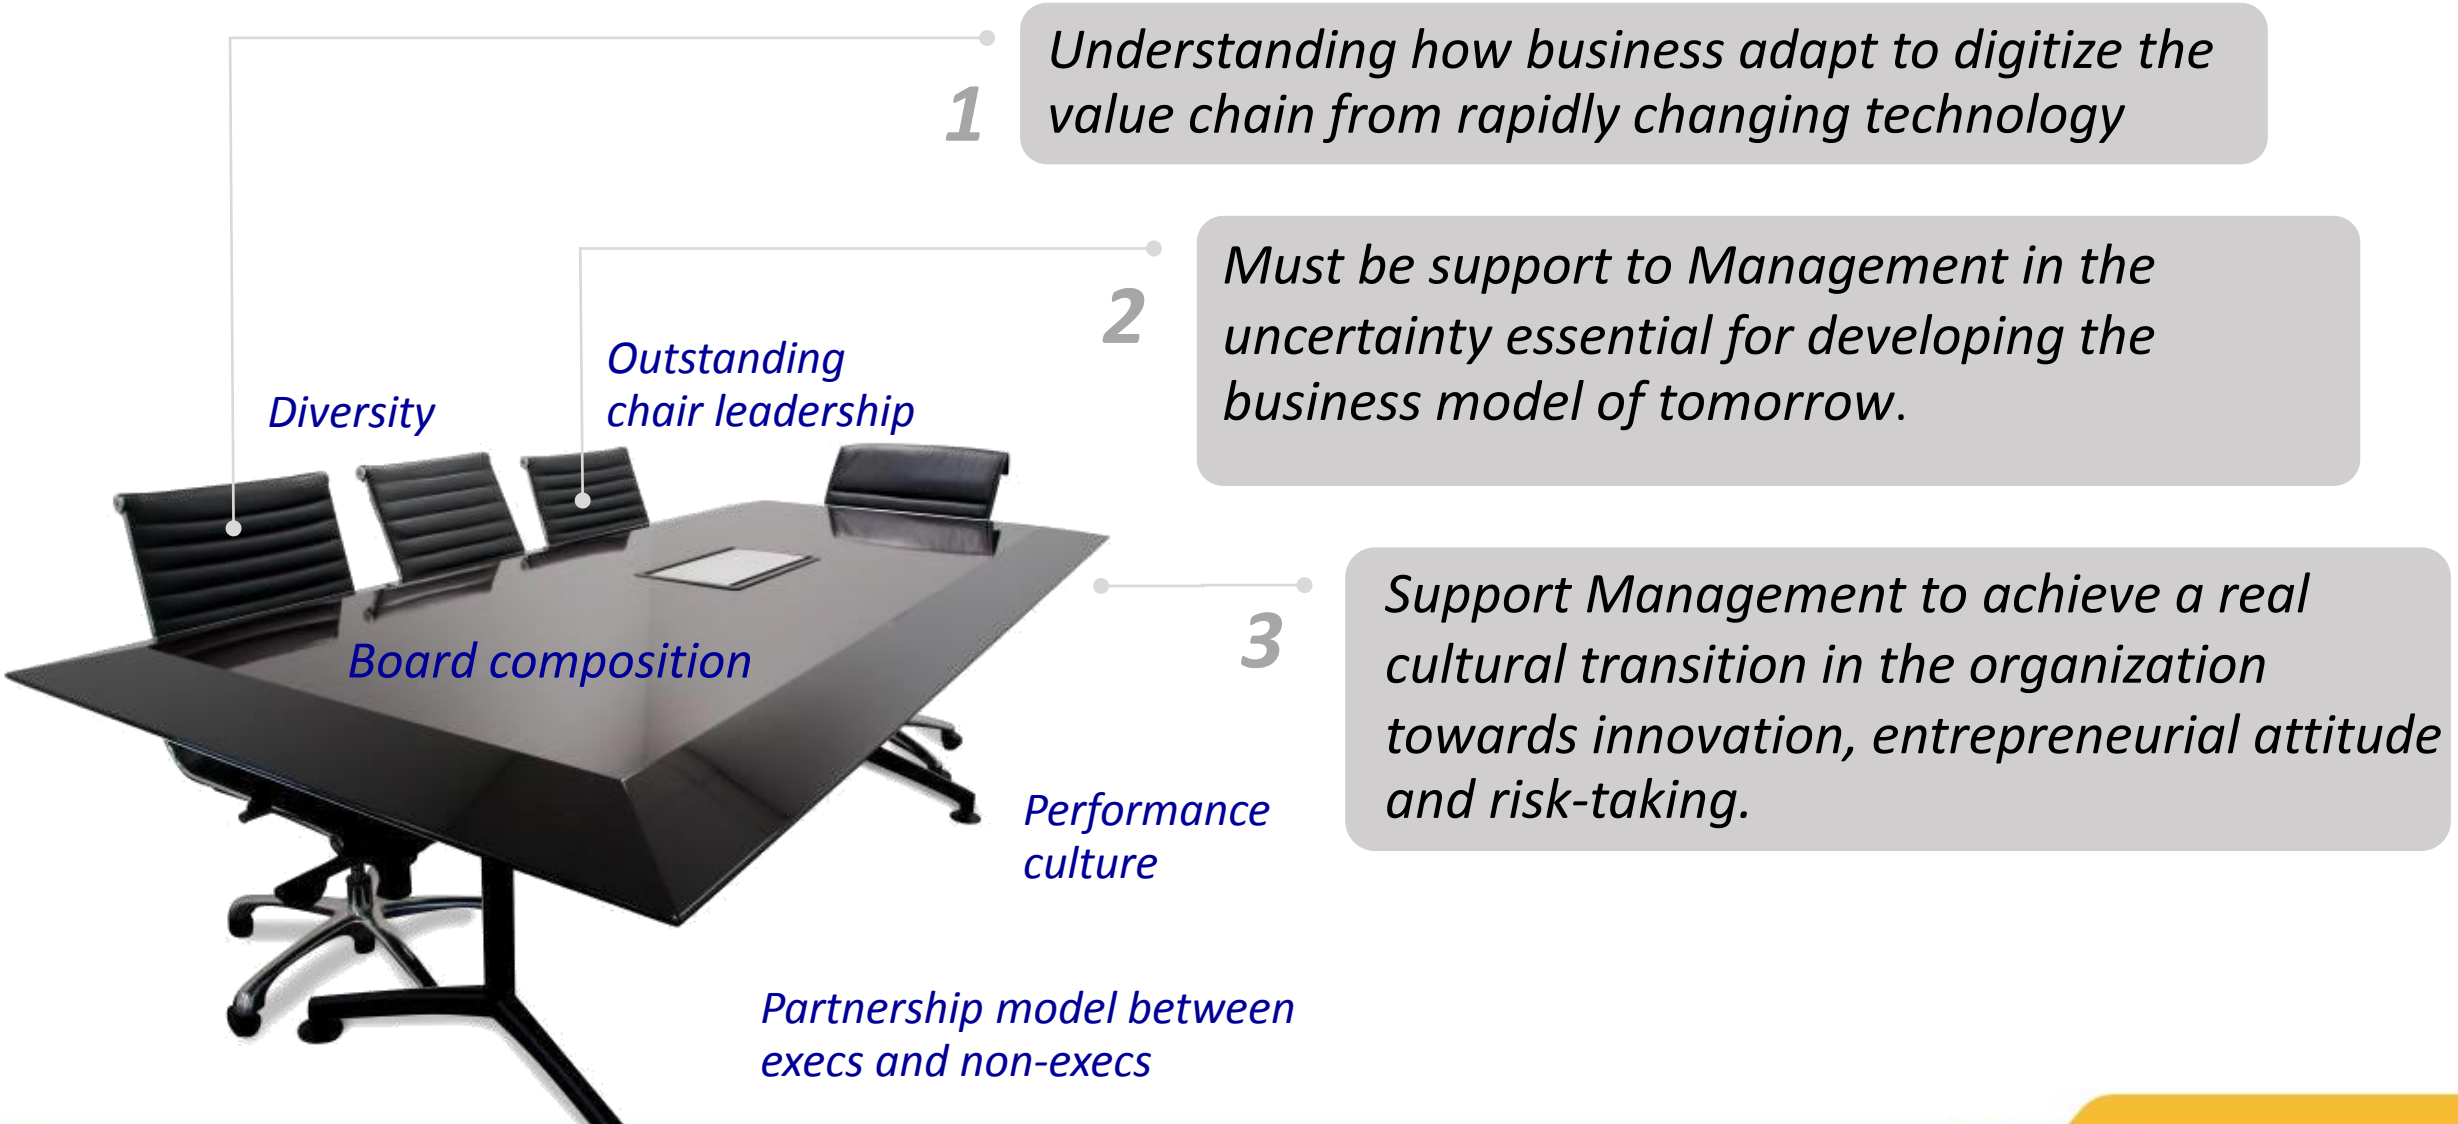 1
Understanding how business adapt to digitize the
value chain from rapidly changing technology
2
Must be support to Management in the
uncertainty essential for developing the
business model of tomorrow.
Outstanding
chair leadership
Diversity
3
Support Management to achieve a real
cultural transition in the organization
towards innovation, entrepreneurial attitude
and risk-taking.
Board composition
Performance
culture
Partnership model between
execs and non-execs